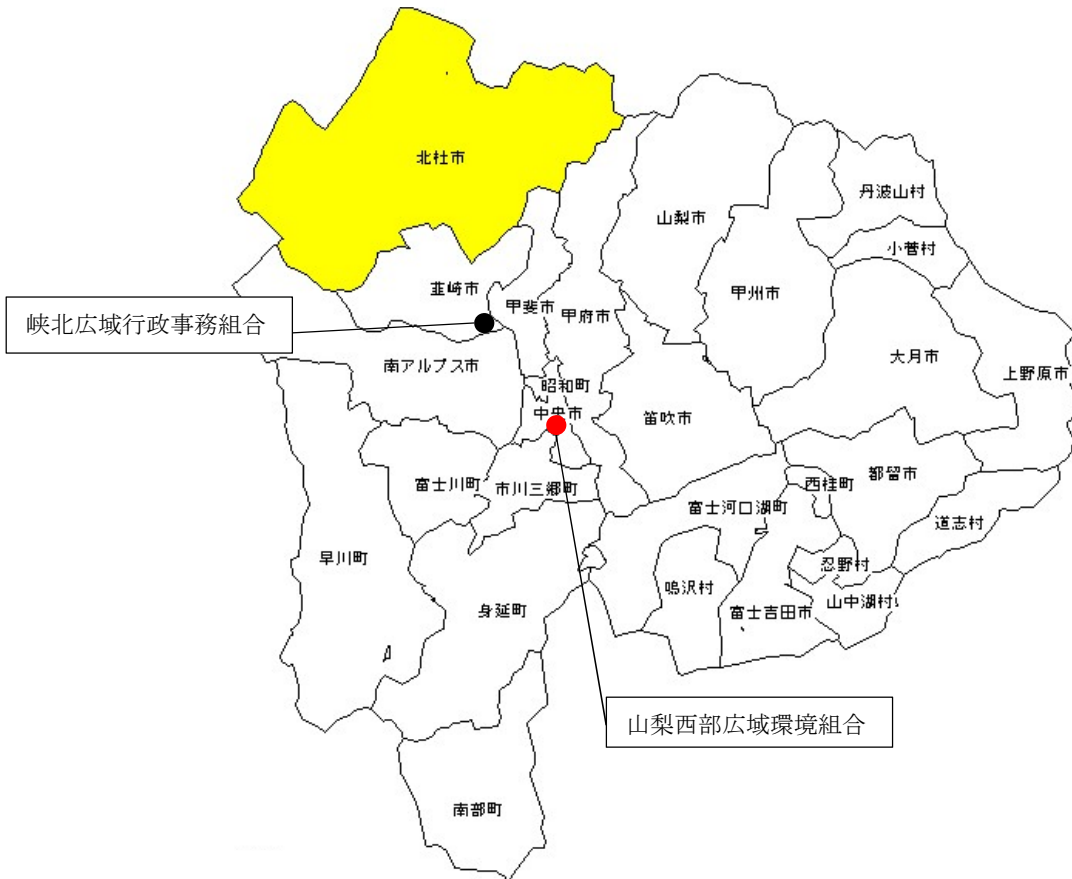 北杜市
丹波山村
山梨市
小菅村
韮崎市
甲州市
甲斐市
甲府市
峡北広域行政事務組合
大月市
南アルプス市
上野原市
昭和町
中央市
笛吹市
都留市
西桂町
富士川町
市川三郷町
富士河口湖町
道志村
早川町
忍野村
鳴沢村
山中湖村
身延町
富士吉田市
山梨西部広域環境組合
南部町